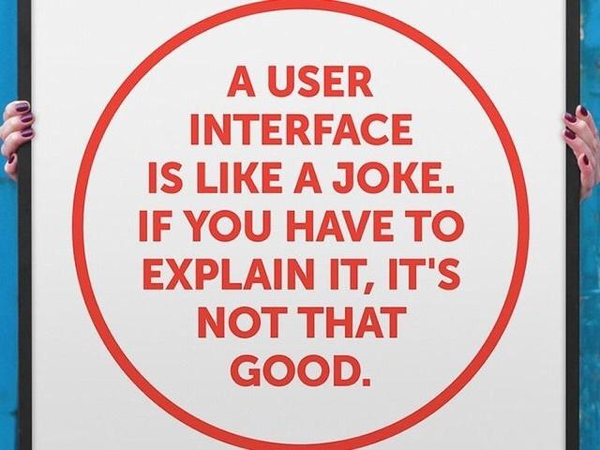 A USER
INTERFACE
IS LIKE A JOKE.
IF YOU HAVE TO
EXPLAIN IT, IT'S
NOT THAT
GOOD.